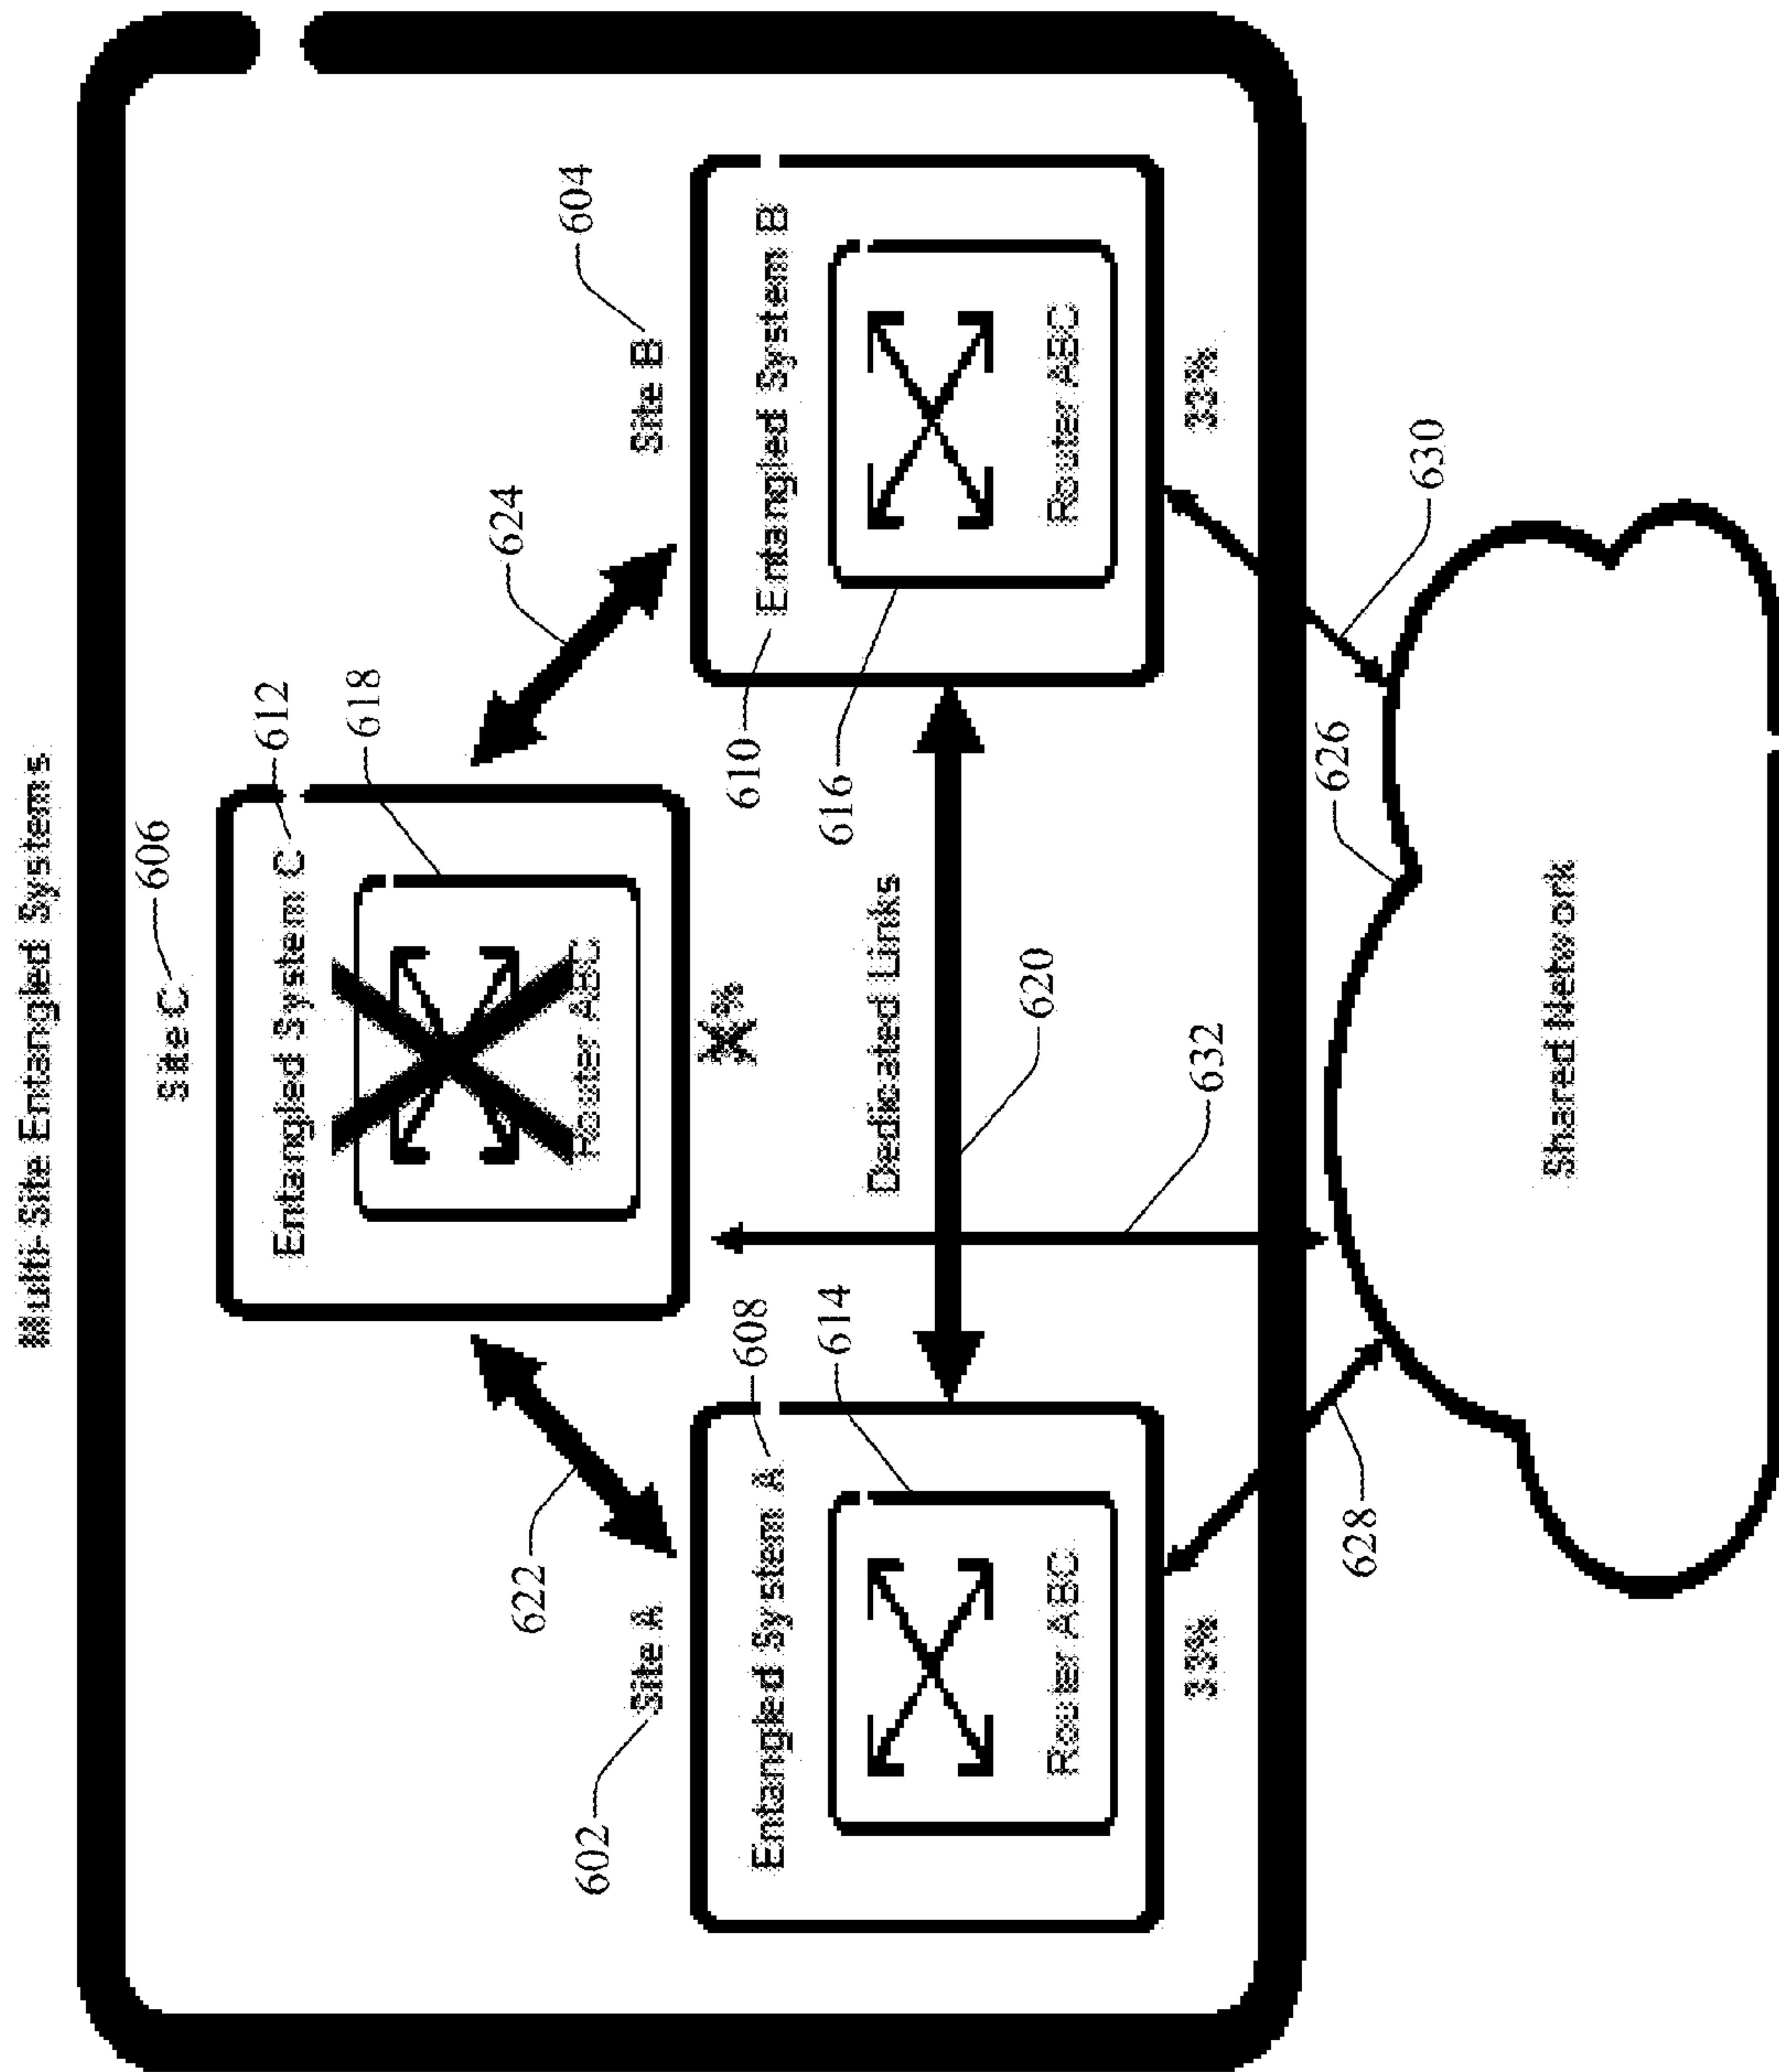 Multi-Site Entangled Systems
Site C
606
Entangled System C
612
618
Router ABC
622
624
602
Site A
Site B
604
Entangled System A
608
610
Entangled System B
614
616
Dedicated Links
Router ABC
Router ABC
620
33%
33%
632
628
626
630
Shared Network